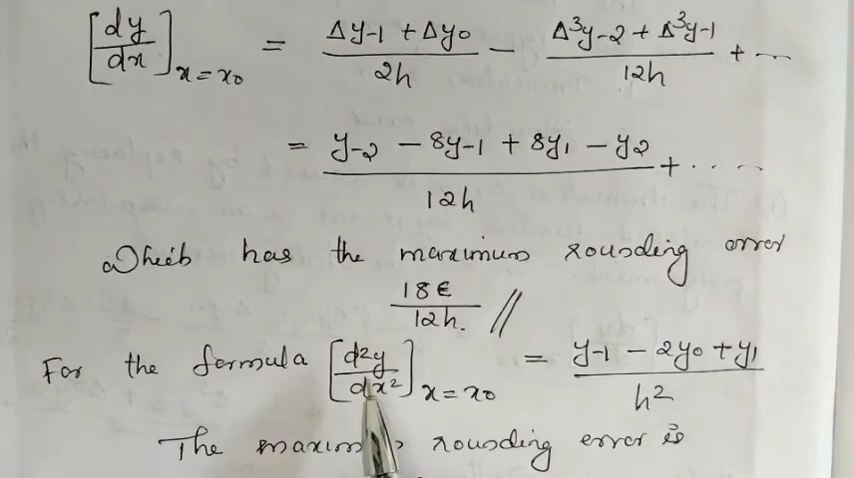 [dy/dx]x=x0 = (Δy-1 + Δy0)/2h − (Δ³y-2 + Δ³y-1)/12h + ...
= (y-2 − 8y-1 + 8y1 − y2)/12h + ....
which has the maximum rounding error
18ε/12h. //
For the formula [d²y/dx²]x=x0 = (y-1 − 2y0 + y1)/h²
The rounding error is